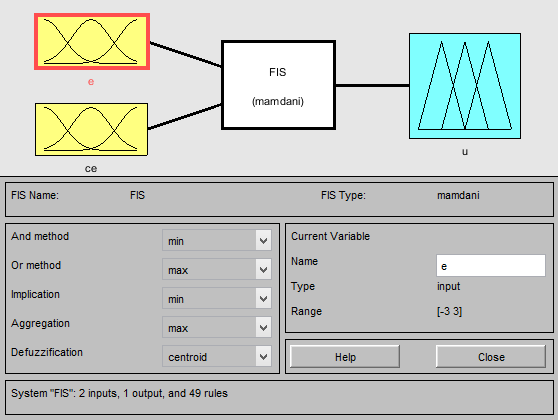 e
ce
FIS
(mamdani)
u
FIS Name: FIS FIS Type: mamdani
And method min
Or method max
Implication min
Aggregation max
Defuzzification centroid
Current Variable
Name e
Type input
Range [-3 3]
Help Close
System "FIS": 2 inputs, 1 output, and 49 rules